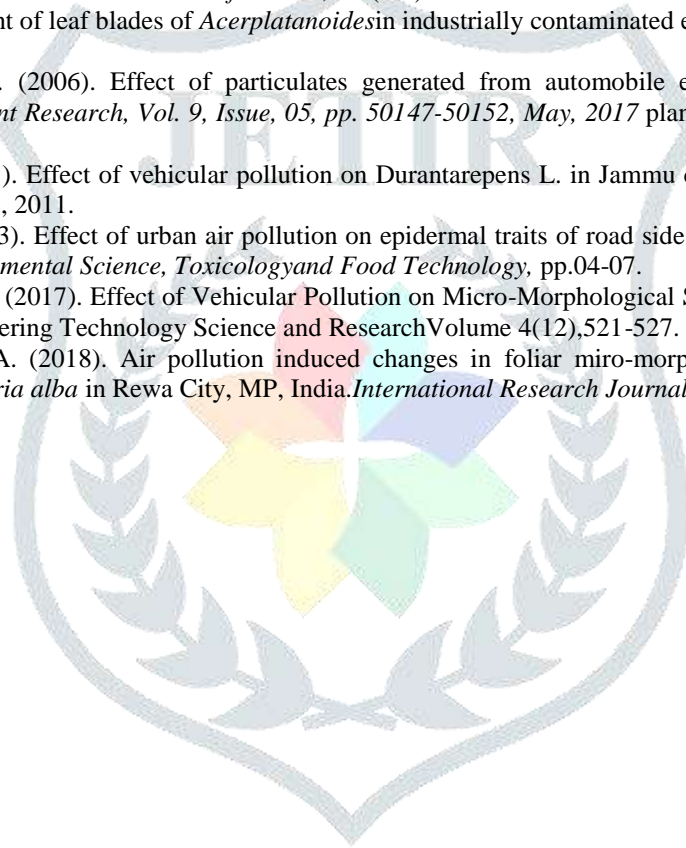 nt of leaf blades of Acerplatanoidesin industrially contaminated e
. (2006). Effect of particulates generated from automobile e
nt Research, Vol. 9, Issue, 05, pp. 50147-50152, May, 2017 plan
). Effect of vehicular pollution on Durantarepens L. in Jammu
, 2011.
3). Effect of urban air pollution on epidermal traits of road side
mental Science, Toxicologyand Food Technology, pp.04-07.
(2017). Effect of Vehicular Pollution on Micro-Morphological S
ering Technology Science and ResearchVolume 4(12),521-527.
A. (2018). Air pollution induced changes in foliar miro-morp
ria alba in Rewa City, MP, India.International Research Journal
JETIR